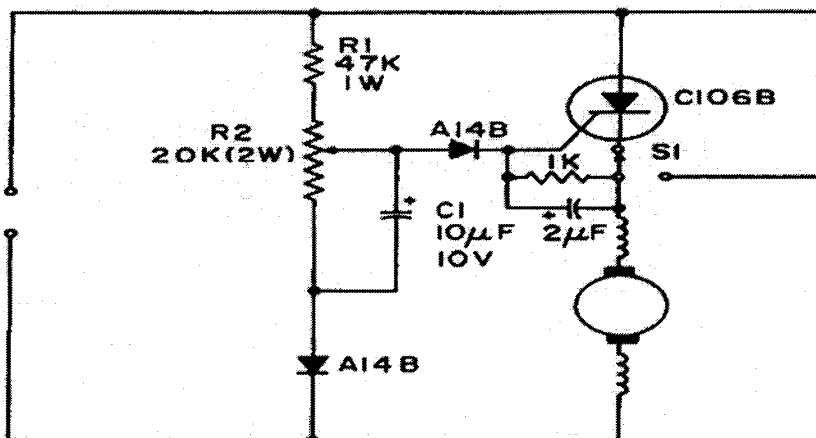 R1
47K
1W
R2
20K(2W)
A14B
C106B
S1
1K
C1
10μF
10V
2μF
A14B